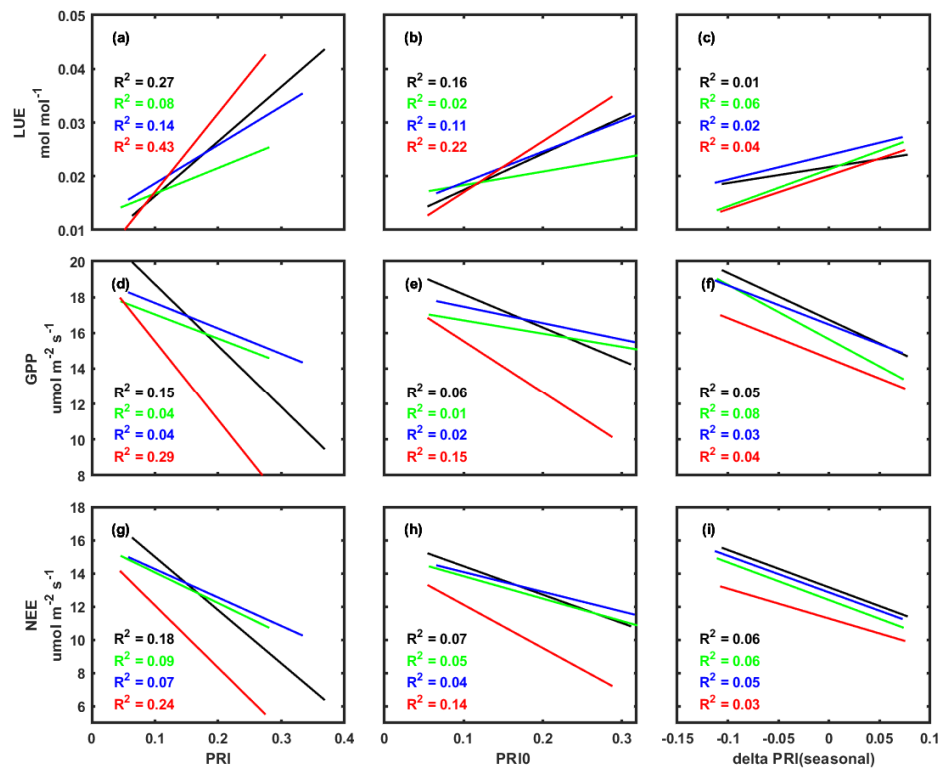 0.05
0.04
0.03
0.02
0.01
LUE
mol mol⁻¹
(a)
R² = 0.27
R² = 0.08
R² = 0.14
R² = 0.43
(b)
R² = 0.16
R² = 0.02
R² = 0.11
R² = 0.22
(c)
R² = 0.01
R² = 0.06
R² = 0.02
R² = 0.04
20
18
16
14
12
10
8
GPP
umol m⁻² s⁻¹
(d)
R² = 0.15
R² = 0.04
R² = 0.04
R² = 0.29
(e)
R² = 0.06
R² = 0.01
R² = 0.02
R² = 0.15
(f)
R² = 0.05
R² = 0.08
R² = 0.03
R² = 0.04
18
16
14
12
10
8
6
NEE
umol m⁻² s⁻¹
(g)
R² = 0.18
R² = 0.09
R² = 0.07
R² = 0.24
(h)
R² = 0.07
R² = 0.05
R² = 0.04
R² = 0.14
(i)
R² = 0.06
R² = 0.06
R² = 0.05
R² = 0.03
0 0.1 0.2 0.3 0.4
PRI
0 0.1 0.2 0.3
PRI0
-0.15 -0.1 -0.05 0 0.05 0.1
delta PRI(seasonal)